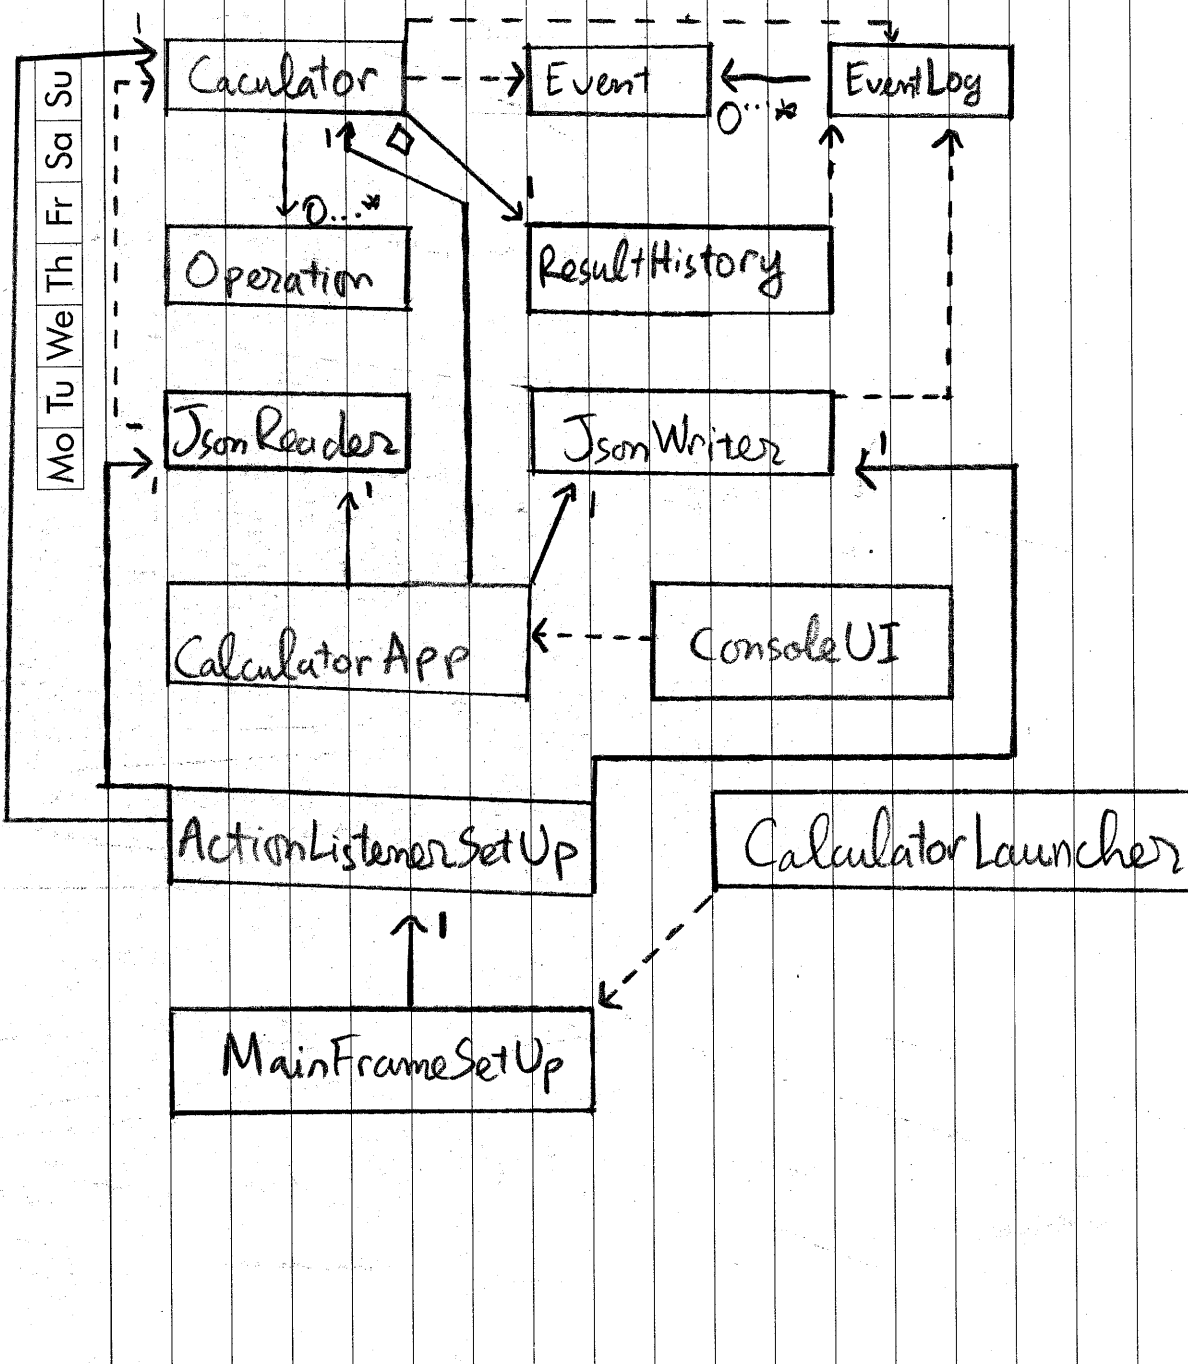 Caculator
Event
EventLog
0...*
1
0...*
1
Operation
ResultHistory
JsonReader
JsonWriter
1
1
1
1
CalculatorApp
ConsoleUI
ActionListenerSetUp
CalculatorLauncher
1
MainFrameSetUp
Mo Tu We Th Fr Sa Su